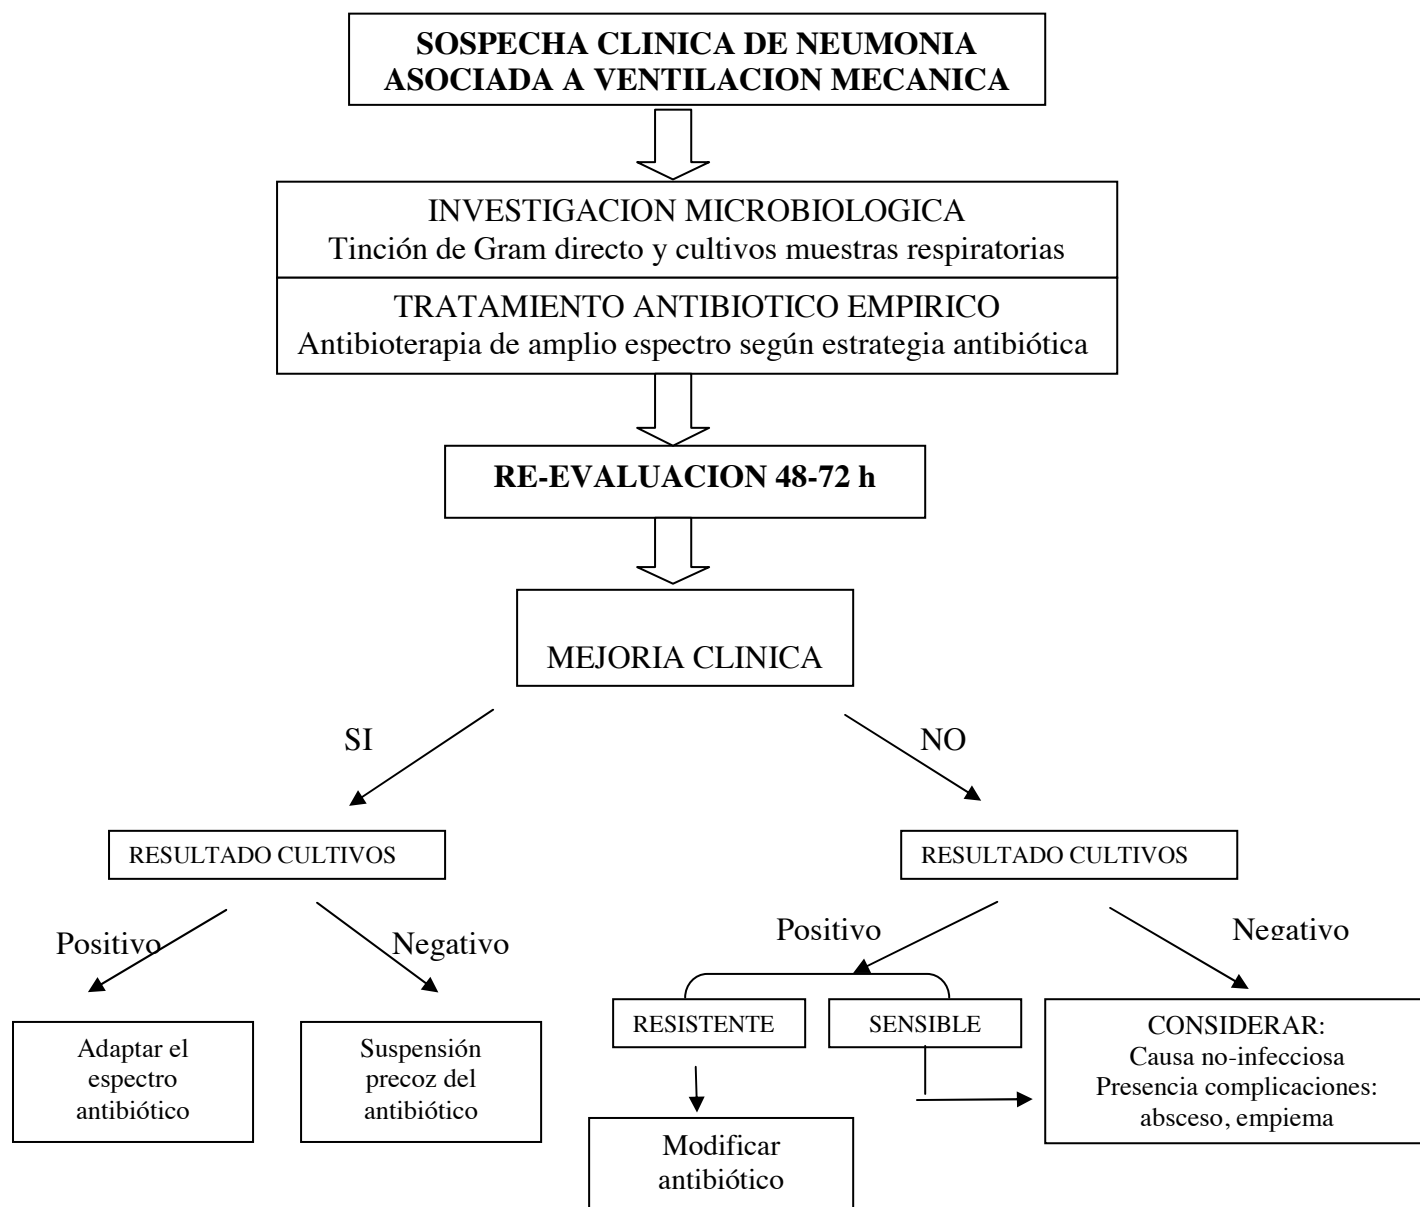 SOSPECHA CLINICA DE NEUMONIA
ASOCIADA A VENTILACION MECANICA
INVESTIGACION MICROBIOLOGICA
Tinción de Gram directo y cultivos muestras respiratorias
TRATAMIENTO ANTIBIOTICO EMPIRICO
Antibioterapia de amplio espectro según estrategia antibiótica
RE-EVALUACION 48-72 h
MEJORIA CLINICA
SI
NO
RESULTADO CULTIVOS
RESULTADO CULTIVOS
Positivo
Negativo
Positivo
Negativo
Adaptar el
espectro
antibiótico
Suspensión
precoz del
antibiótico
RESISTENTE
SENSIBLE
CONSIDERAR:
Causa no-infecciosa
Presencia complicaciones:
absceso, empiema
Modificar
antibiótico